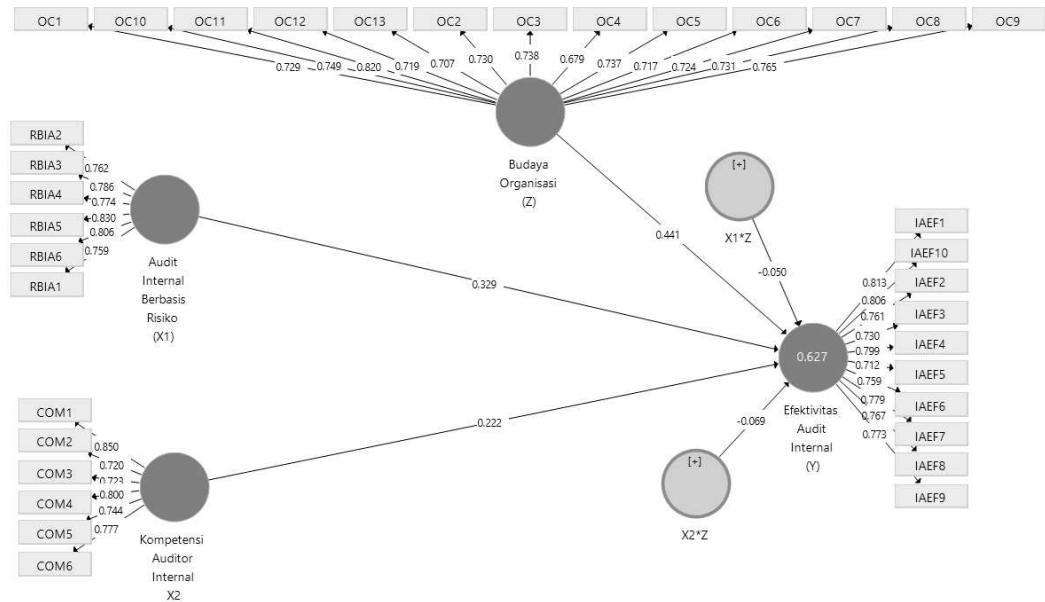 OC1 OC10 OC11 OC12 OC13 OC2 OC3 OC4 OC5 OC6 OC7 OC8 OC9
0.729 0.749 0.820 0.719 0.707 0.730 0.738 0.679 0.737 0.717 0.724 0.731 0.765
Budaya
Organisasi
(Z)
RBIA2
RBIA3
RBIA4
RBIA5
RBIA6
RBIA1
0.762
0.786
0.774
0.830
0.806
0.759
Audit
Internal
Berbasis
Risiko
(X1)
[+]
X1*Z
0.441
-0.050
0.329
IAEF1
IAEF10
IAEF2
IAEF3
IAEF4
IAEF5
IAEF6
IAEF7
IAEF8
IAEF9
0.813
0.806
0.761
0.730
0.799
0.712
0.759
0.779
0.767
0.773
0.627
Efektivitas
Audit
Internal
(Y)
COM1
COM2
COM3
COM4
COM5
COM6
0.850
0.720
0.723
0.800
0.744
0.777
Kompetensi
Auditor
Internal
X2
0.222
-0.069
[+]
X2*Z